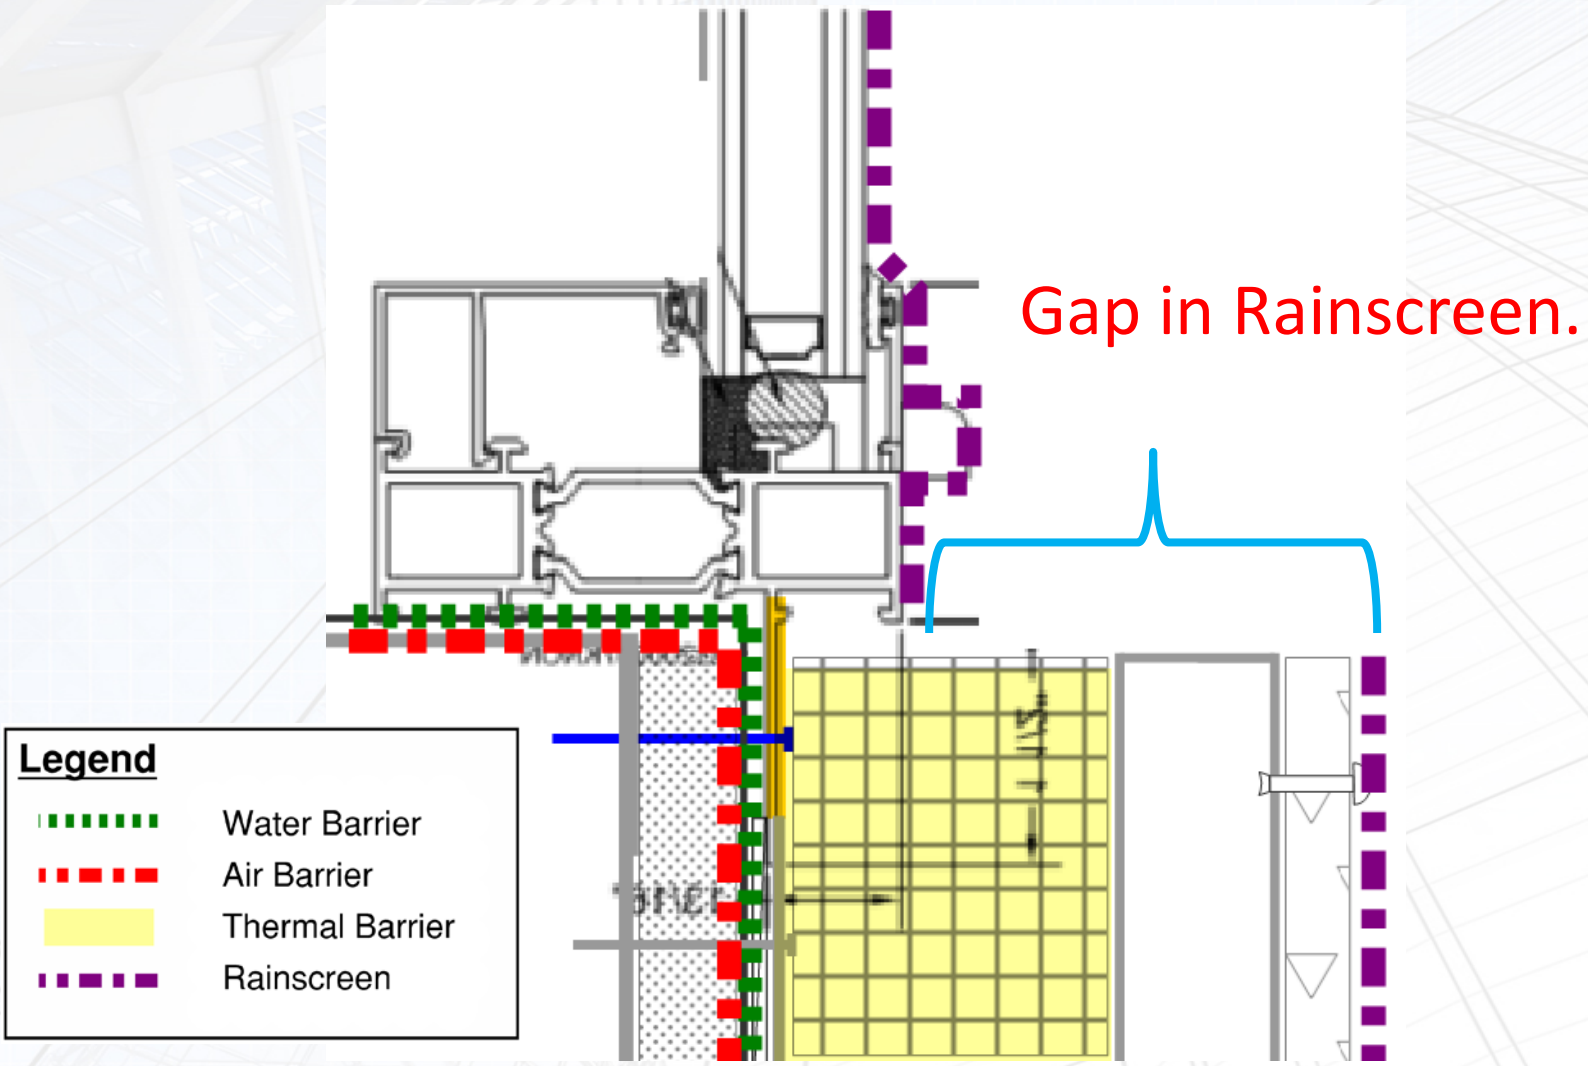 Gap in Rainscreen.
Legend
Water Barrier
Air Barrier
Thermal Barrier
Rainscreen